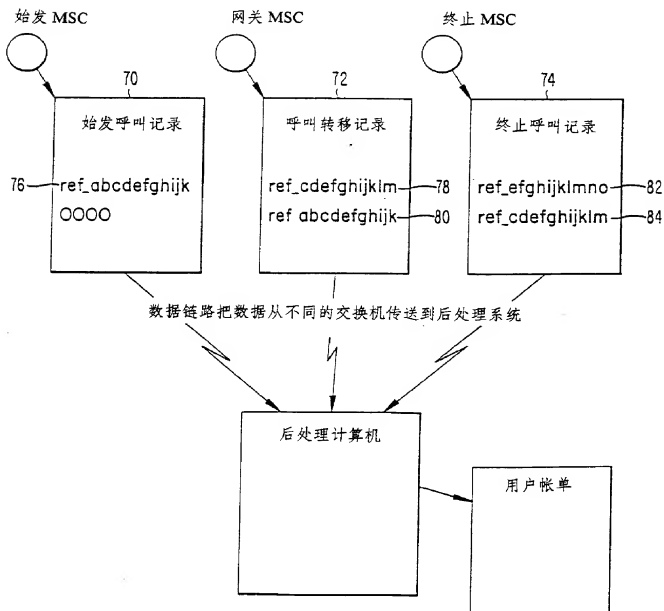 始发 MSC
网关 MSC
终止 MSC
70
72
74
始发呼叫记录
呼叫转移记录
终止呼叫记录
76
ref_abcdefghijk
0000
ref_cdefghijklm
78
ref abcdefghijk
80
ref_efghijklmno
82
ref_cdefghijklm
84
数据链路把数据从不同的交换机传送到后处理系统
后处理计算机
用户帐单